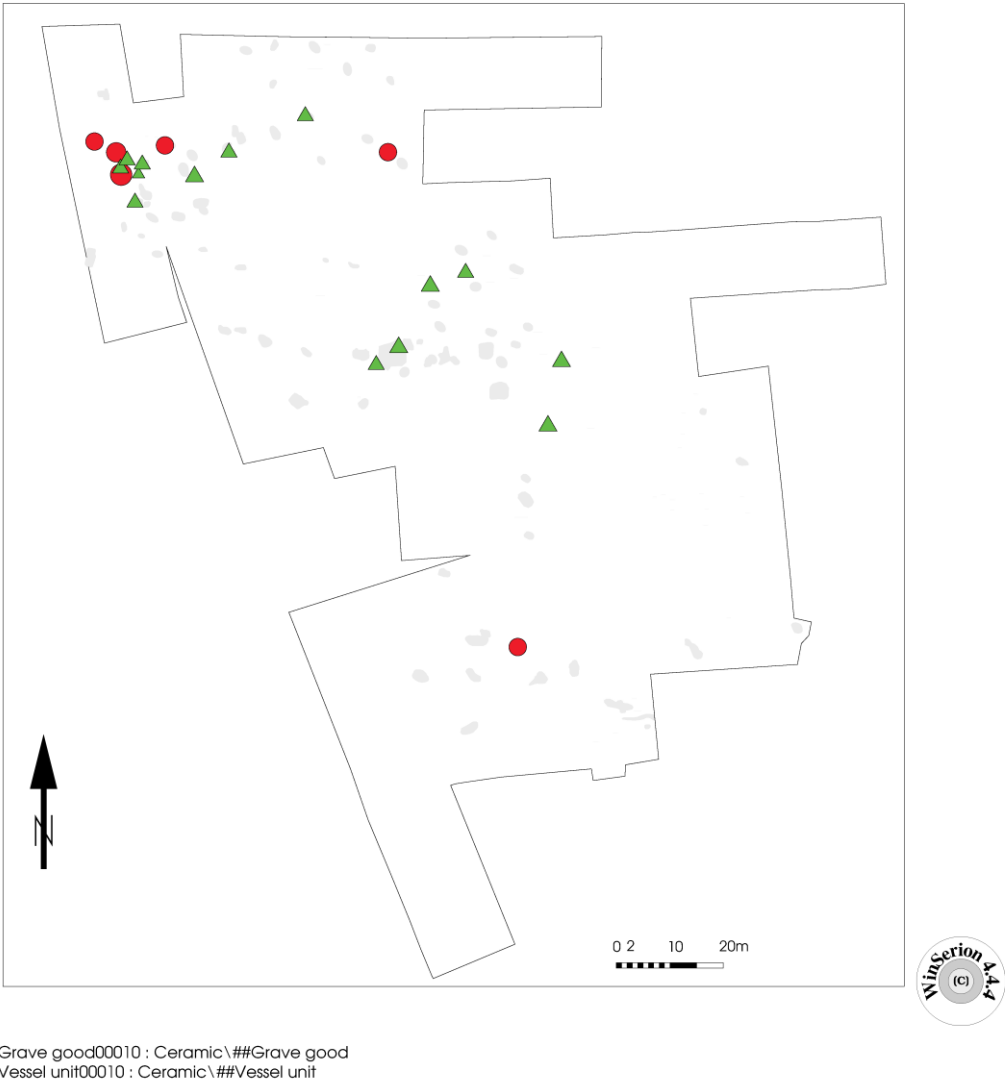 N
0 2 10 20m
WinSerion 4.4.4
(C)
Grave good00010 : Ceramic\##Grave good
Vessel unit00010 : Ceramic\##Vessel unit